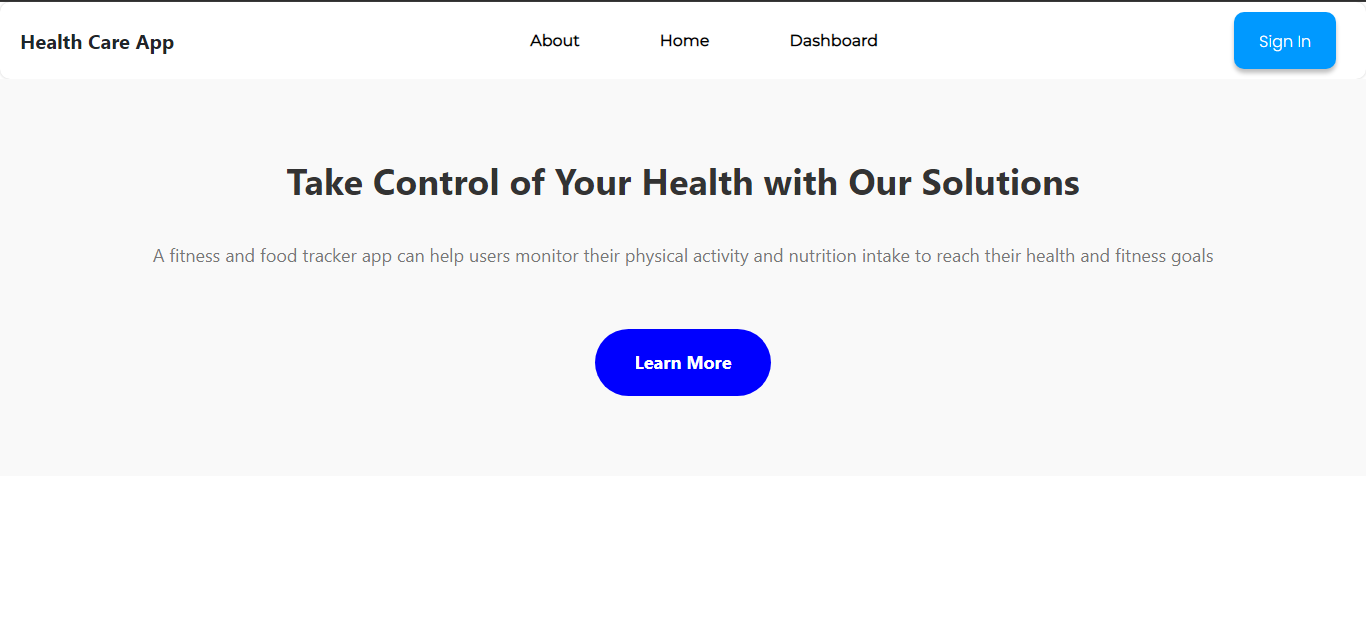 Health Care App
About
Home
Dashboard
Sign In
Take Control of Your Health with Our Solutions
A fitness and food tracker app can help users monitor their physical activity and nutrition intake to reach their health and fitness goals
Learn More